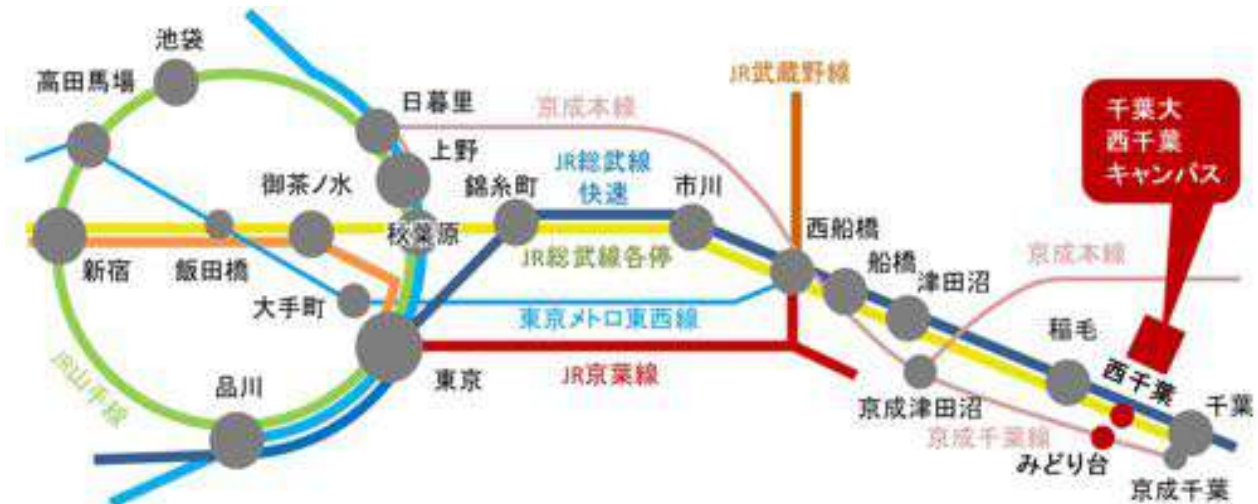 池袋
高田馬場
日暮里
京成本線
JR武蔵野線
千葉大
西千葉
キャンパス
上野
御茶ノ水
錦糸町
JR総武線
快速
市川
秋葉原
西船橋
新宿
飯田橋
JR総武線各停
船橋
京成本線
津田沼
大手町
東京メトロ東西線
稲毛
JR山手線
品川
東京
JR京葉線
京成津田沼
西千葉
千葉
京成千葉線
みどり台
京成千葉